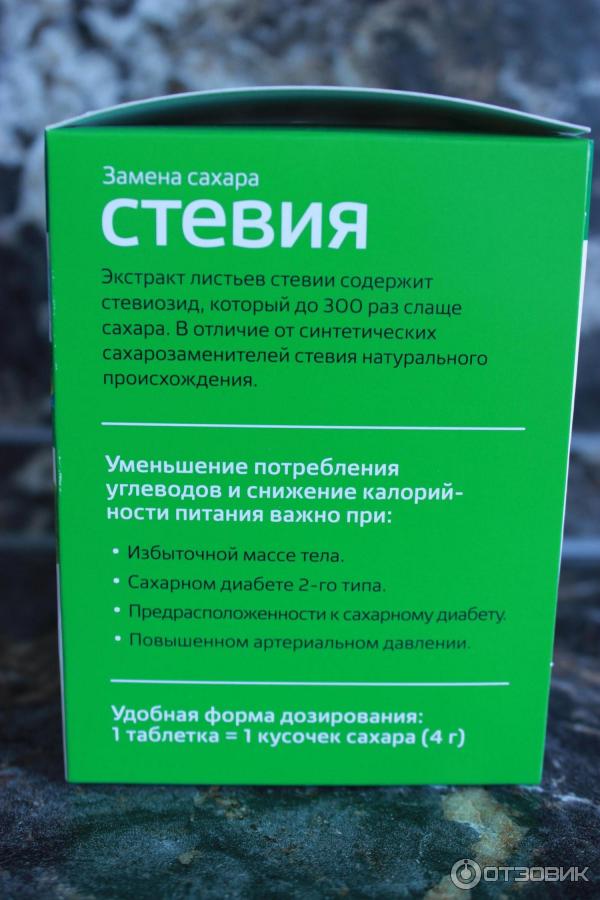 Замена сахара
стевия
Экстракт листьев стевии содержит
стевиозид, который до 300 раз слаще
сахара. В отличие от синтетических
сахарозаменителей стевия натурального
происхождения.
Уменьшение потребления
углеводов и снижение калорий-
ности питания важно при:
• Избыточной массе тела.
• Сахарном диабете 2-го типа.
• Предрасположенности к сахарному диабету.
• Повышенном артериальном давлении.
Удобная форма дозирования:
1 таблетка = 1 кусочек сахара (4 г)
ОТЗОВИК